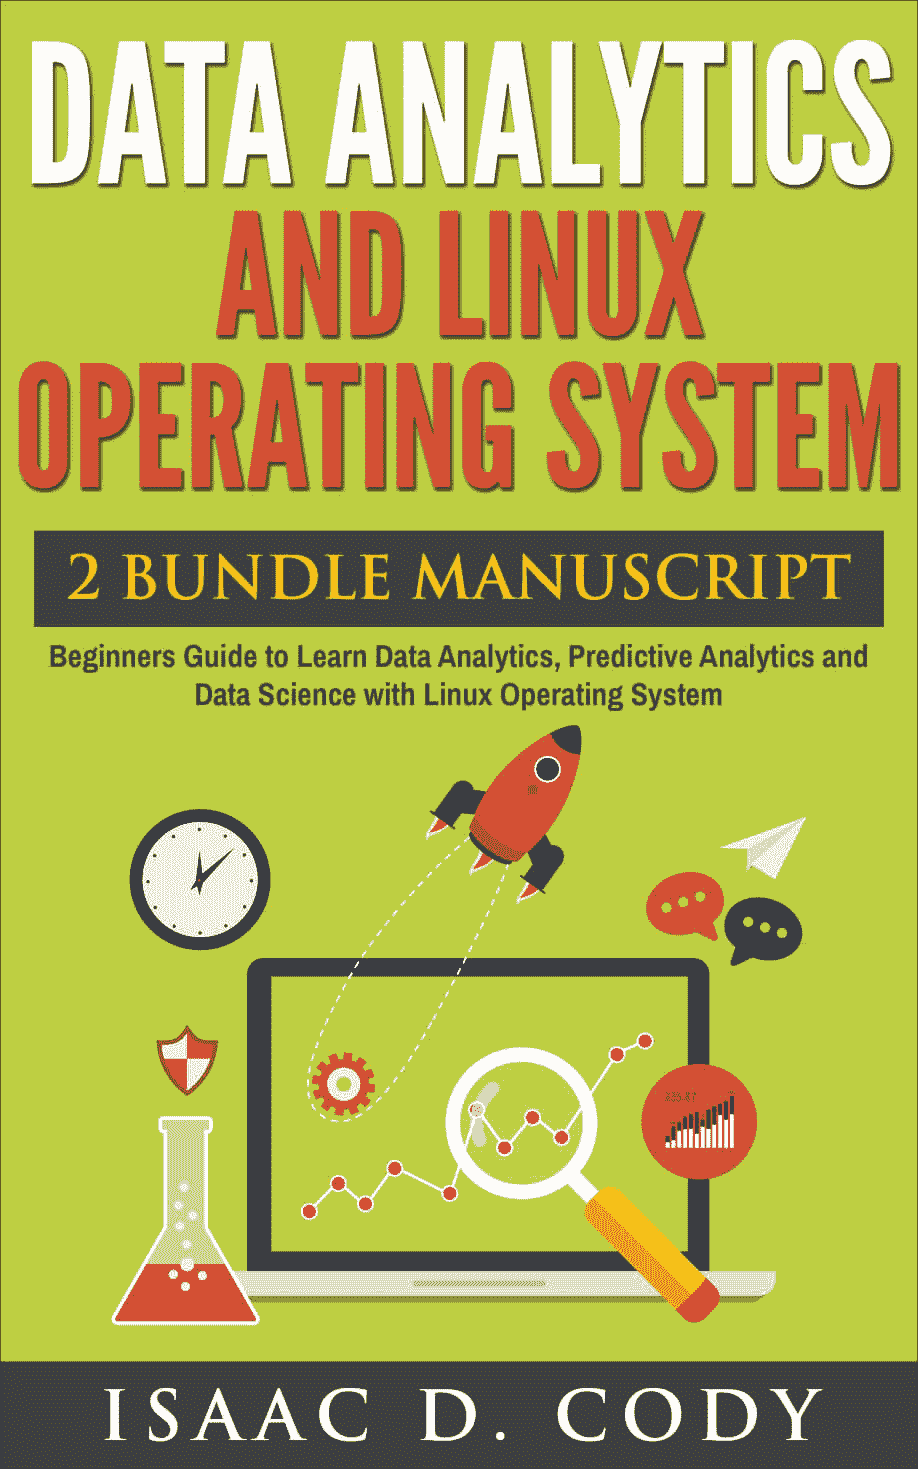 DATA ANALYTICS
AND LINUX
OPERATING SYSTEM
2 BUNDLE MANUSCRIPT
Beginners Guide to Learn Data Analytics, Predictive Analytics and
Data Science with Linux Operating System
ISAAC D. CODY